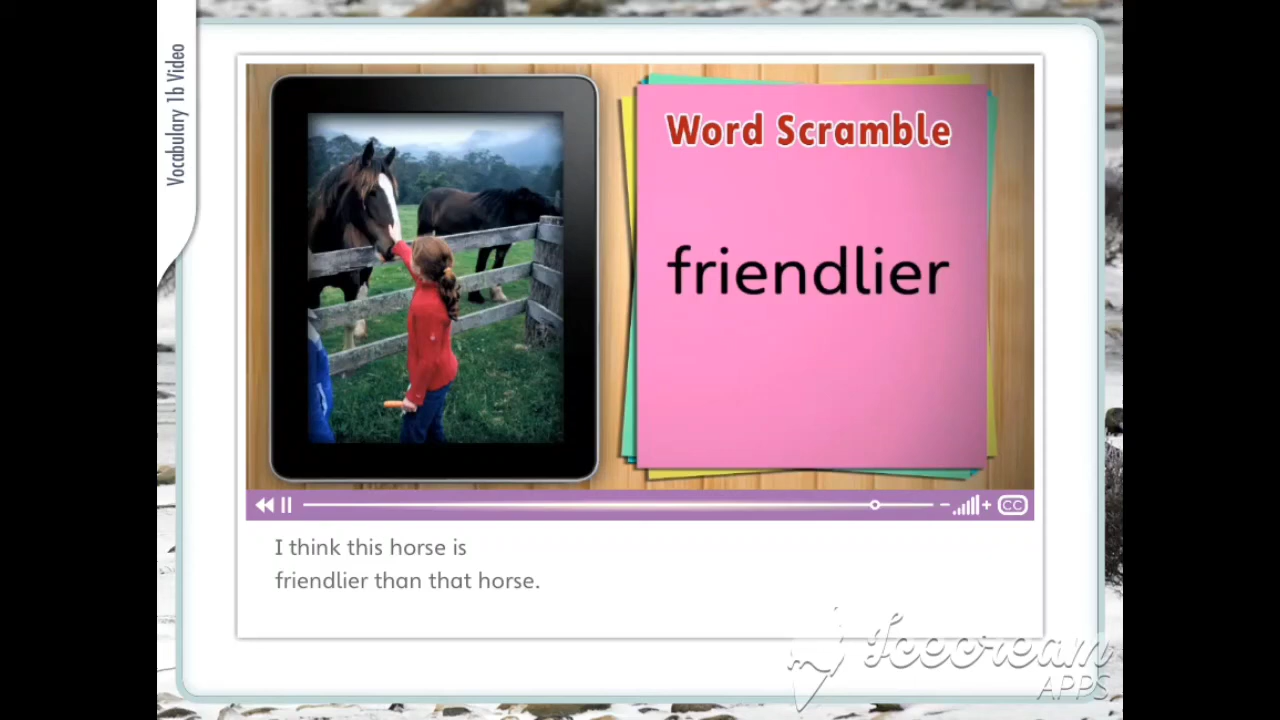 Vocabulary 1b Video
Word Scramble
friendlier
CC
I think this horse is
friendlier than that horse.
Icecream
APPS